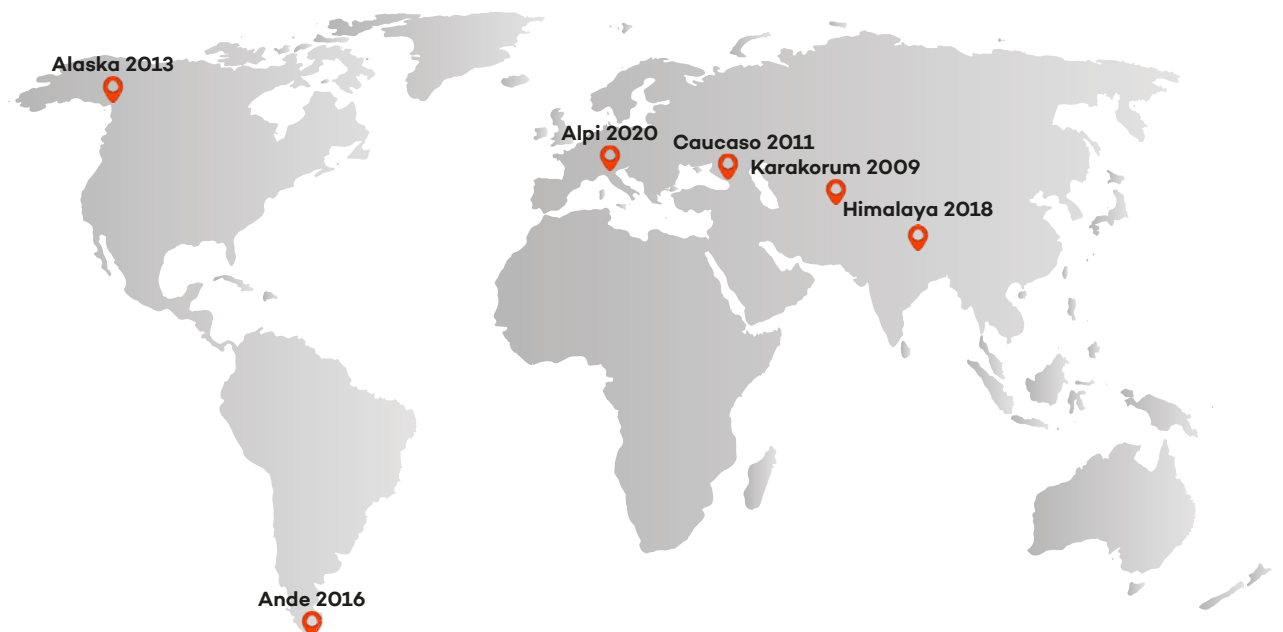 Alaska 2013
Alpi 2020
Caucaso 2011
Karakorum 2009
Himalaya 2018
Ande 2016